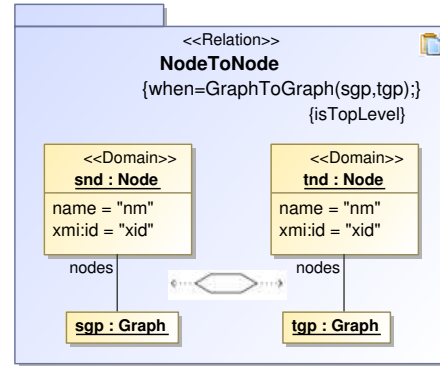 <<Relation>>
NodeToNode
{when=GraphToGraph(sgp,tgp);}
{isTopLevel}
<<Domain>>
snd : Node
name = "nm"
xmi:id = "xid"
nodes
sgp : Graph
<<Domain>>
tnd : Node
name = "nm"
xmi:id = "xid"
nodes
tgp : Graph